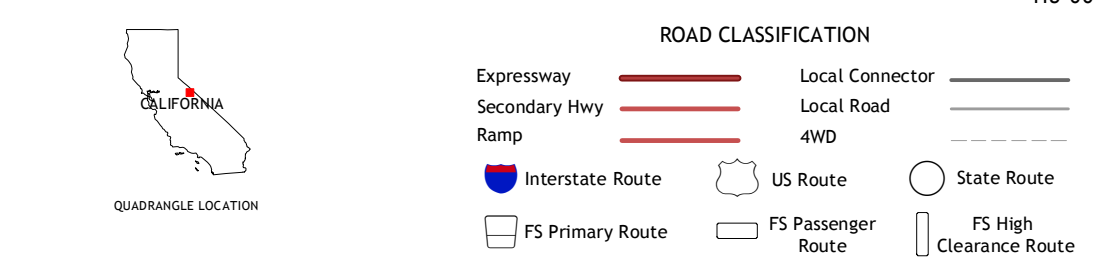 ROAD CLASSIFICATION
Expressway
Local Connector
Secondary Hwy
Local Road
Ramp
4WD
Interstate Route
US Route
State Route
FS Primary Route
FS Passenger
Route
FS High
Clearance Route
CALIFORNIA
QUADRANGLE LOCATION